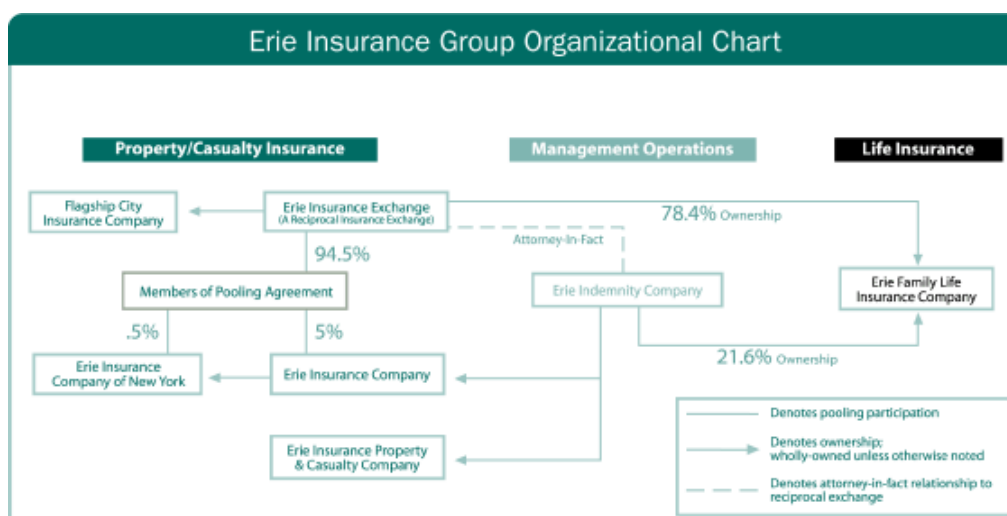 Erie Insurance Group Organizational Chart
Property/Casualty Insurance
Management Operations
Life Insurance
Flagship City
Insurance Company
Erie Insurance Exchange
(A Reciprocal Insurance Exchange)
78.4% Ownership
Attorney-In-Fact
94.5%
Members of Pooling Agreement
Erie Indemnity Company
Erie Family Life
Insurance Company
.5%
5%
21.6% Ownership
Erie Insurance
Company of New York
Erie Insurance Company
Erie Insurance Property
& Casualty Company
Denotes pooling participation
Denotes ownership;
wholly-owned unless otherwise noted
Denotes attorney-in-fact relationship to
reciprocal exchange